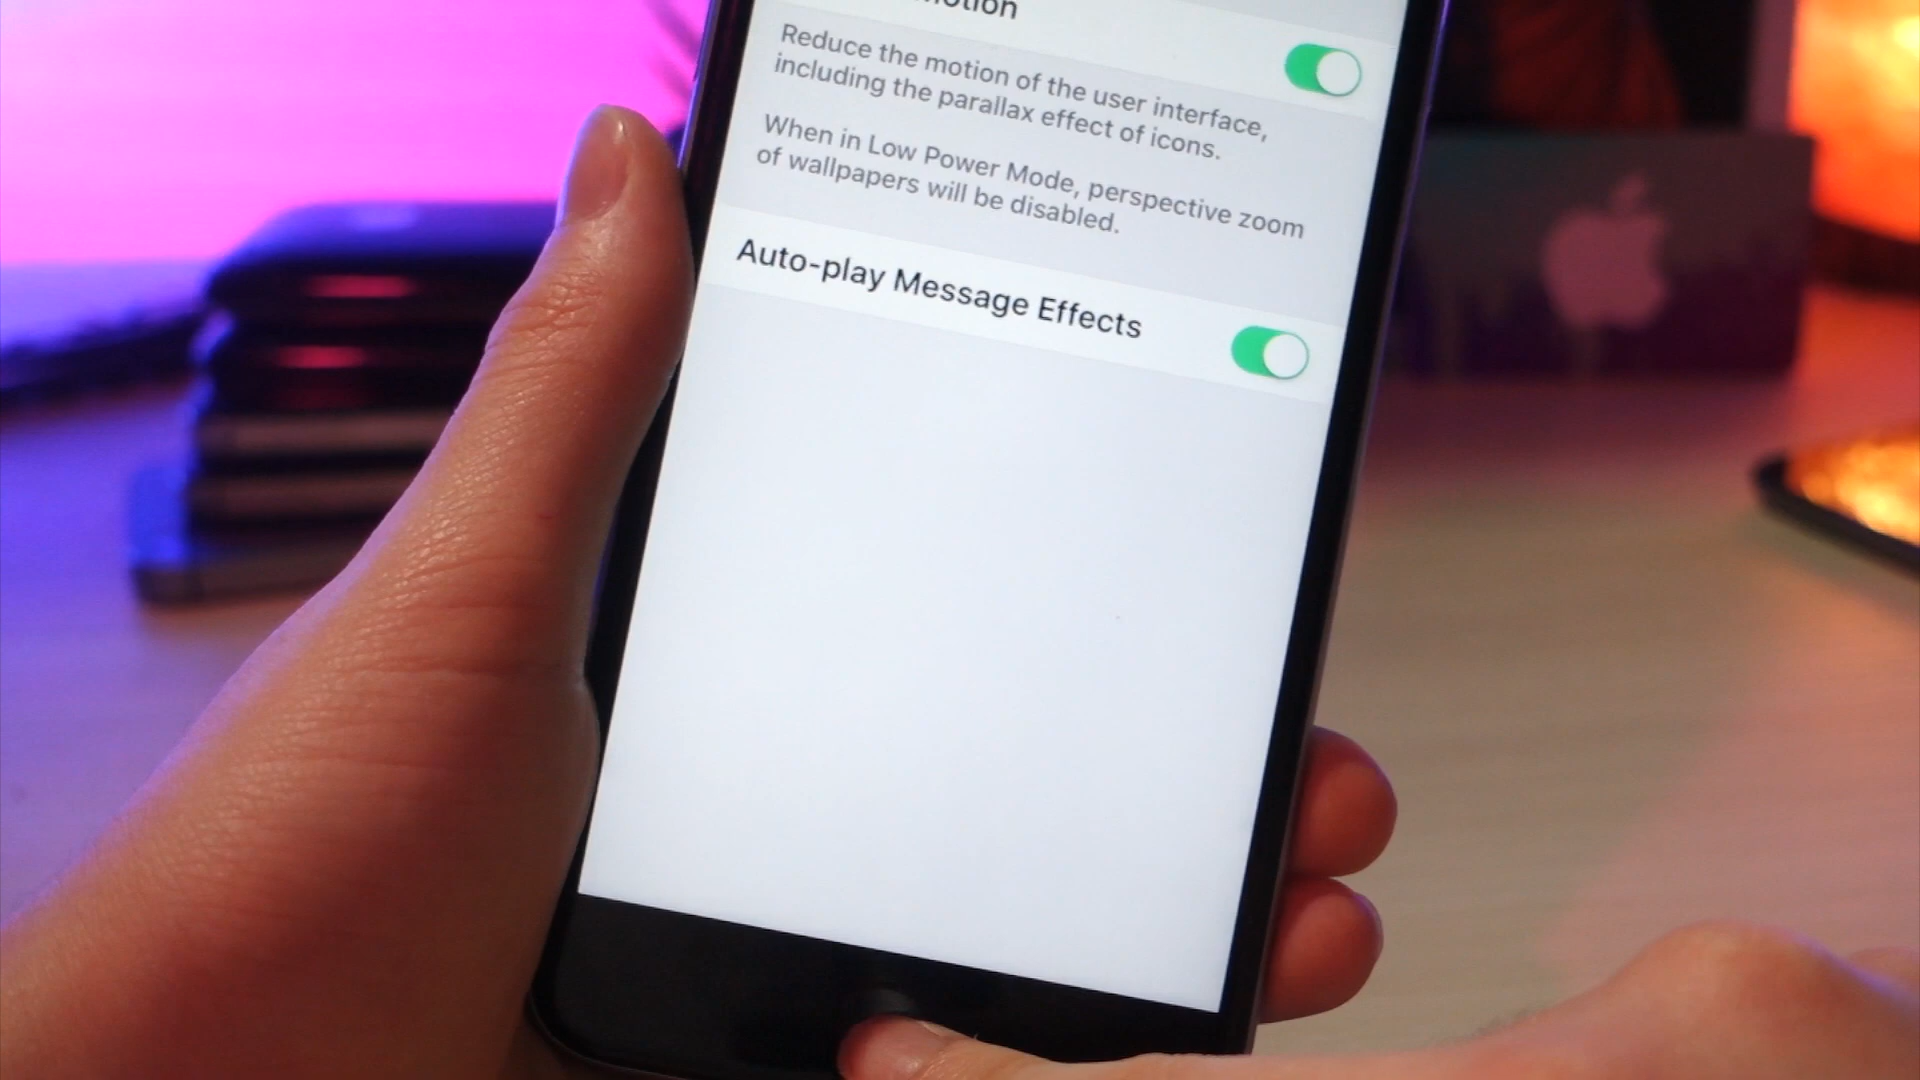 Motion
Reduce the motion of the user interface,
including the parallax effect of icons.
When in Low Power Mode, perspective zoom
of wallpapers will be disabled.
Auto-play Message Effects